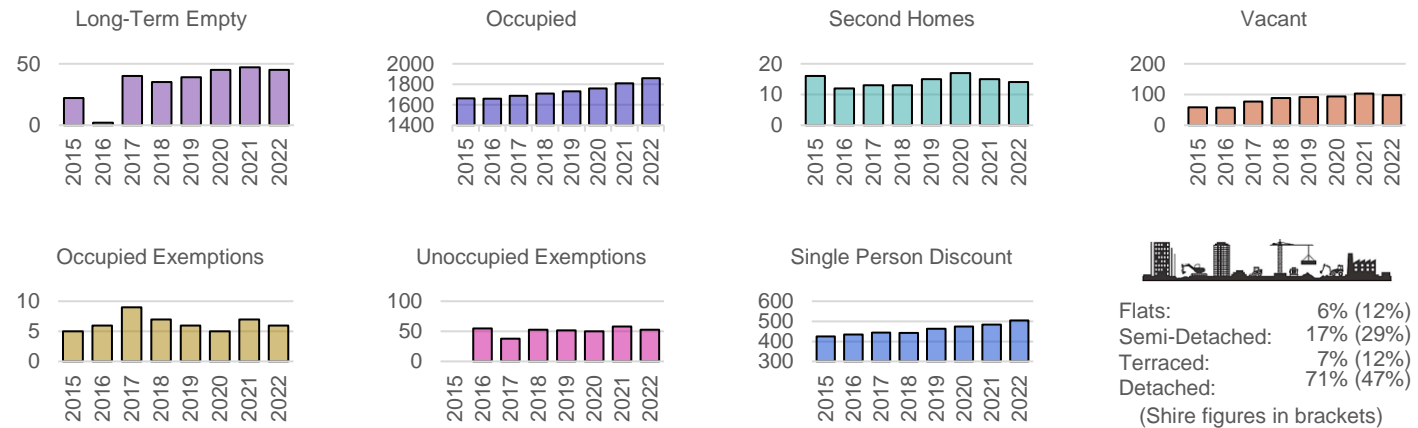 Long-Term Empty
50
0
2015 2016 2017 2018 2019 2020 2021 2022
Occupied
2000
1800
1600
1400
2015 2016 2017 2018 2019 2020 2021 2022
Second Homes
20
10
0
2015 2016 2017 2018 2019 2020 2021 2022
Vacant
200
100
0
2015 2016 2017 2018 2019 2020 2021 2022
Occupied Exemptions
10
5
0
2015 2016 2017 2018 2019 2020 2021 2022
Unoccupied Exemptions
100
50
0
2015 2016 2017 2018 2019 2020 2021 2022
Single Person Discount
600
500
400
300
2015 2016 2017 2018 2019 2020 2021 2022
Flats: 6% (12%)
Semi-Detached: 17% (29%)
Terraced: 7% (12%)
Detached: 71% (47%)
(Shire figures in brackets)